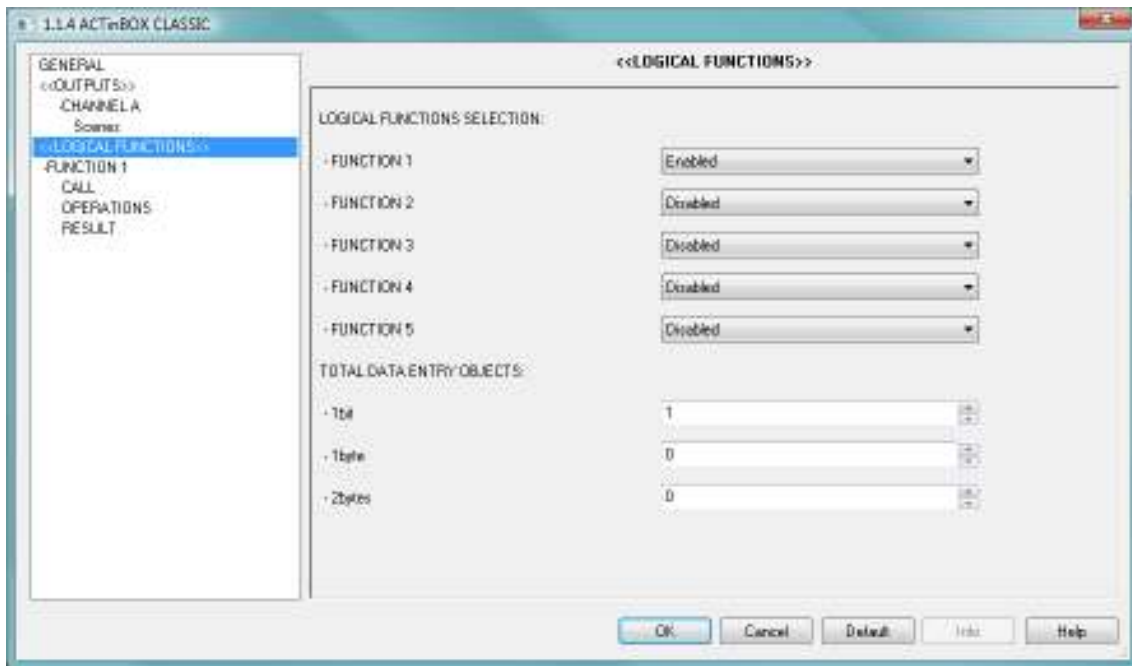 1.1.4 ACTinBOX CLASSIC
GENERAL
<<OUTPUTS>>
CHANNEL A
Scenes
<<LOGICAL FUNCTIONS>>
-FUNCTION 1
CALL
OPERATIONS
RESULT
<<LOGICAL FUNCTIONS>>
LOGICAL FUNCTIONS SELECTION:
- FUNCTION 1 Enabled
- FUNCTION 2 Disabled
- FUNCTION 3 Disabled
- FUNCTION 4 Disabled
- FUNCTION 5 Disabled
TOTAL DATA ENTRY OBJECTS:
- 1bit 1
- 1byte 0
- 2bytes 0
OK Cancel Default Info Help